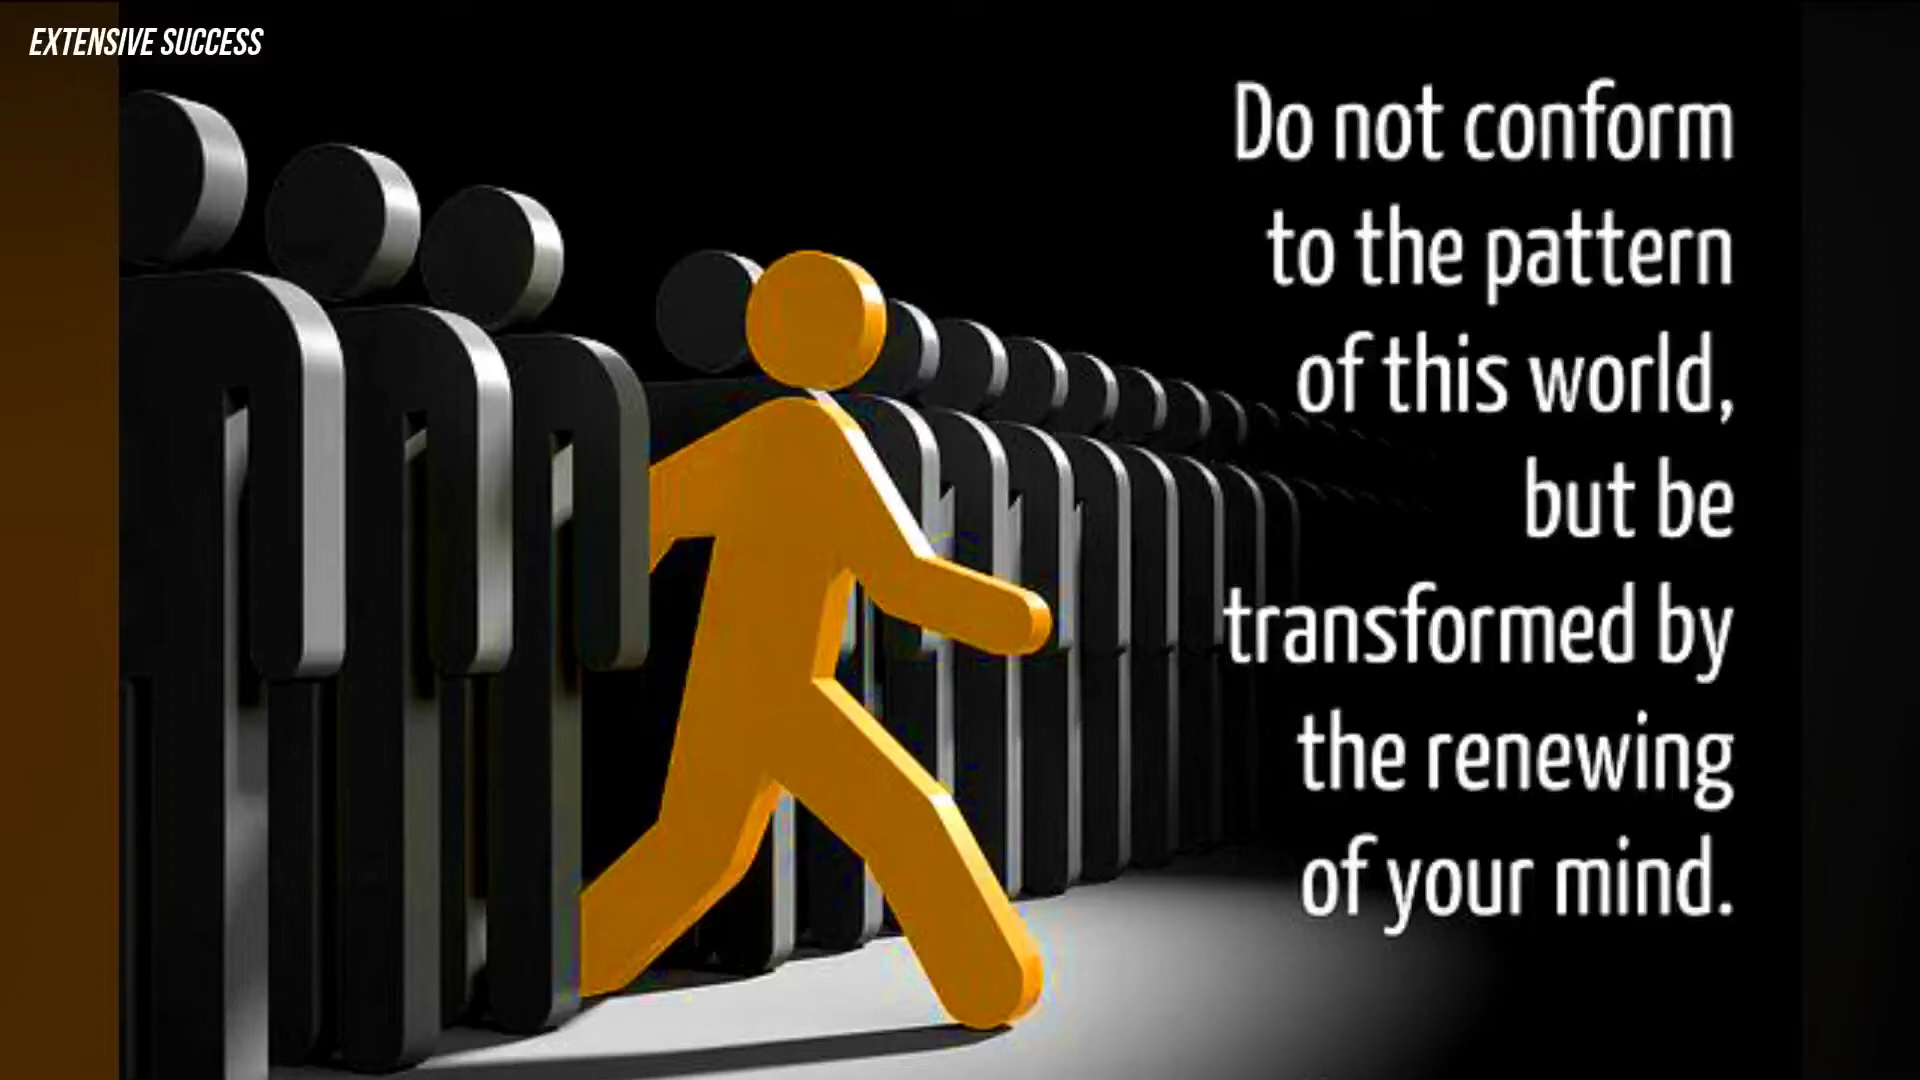 EXTENSIVE SUCCESS
Do not conform
to the pattern
of this world,
but be
transformed by
the renewing
of your mind.